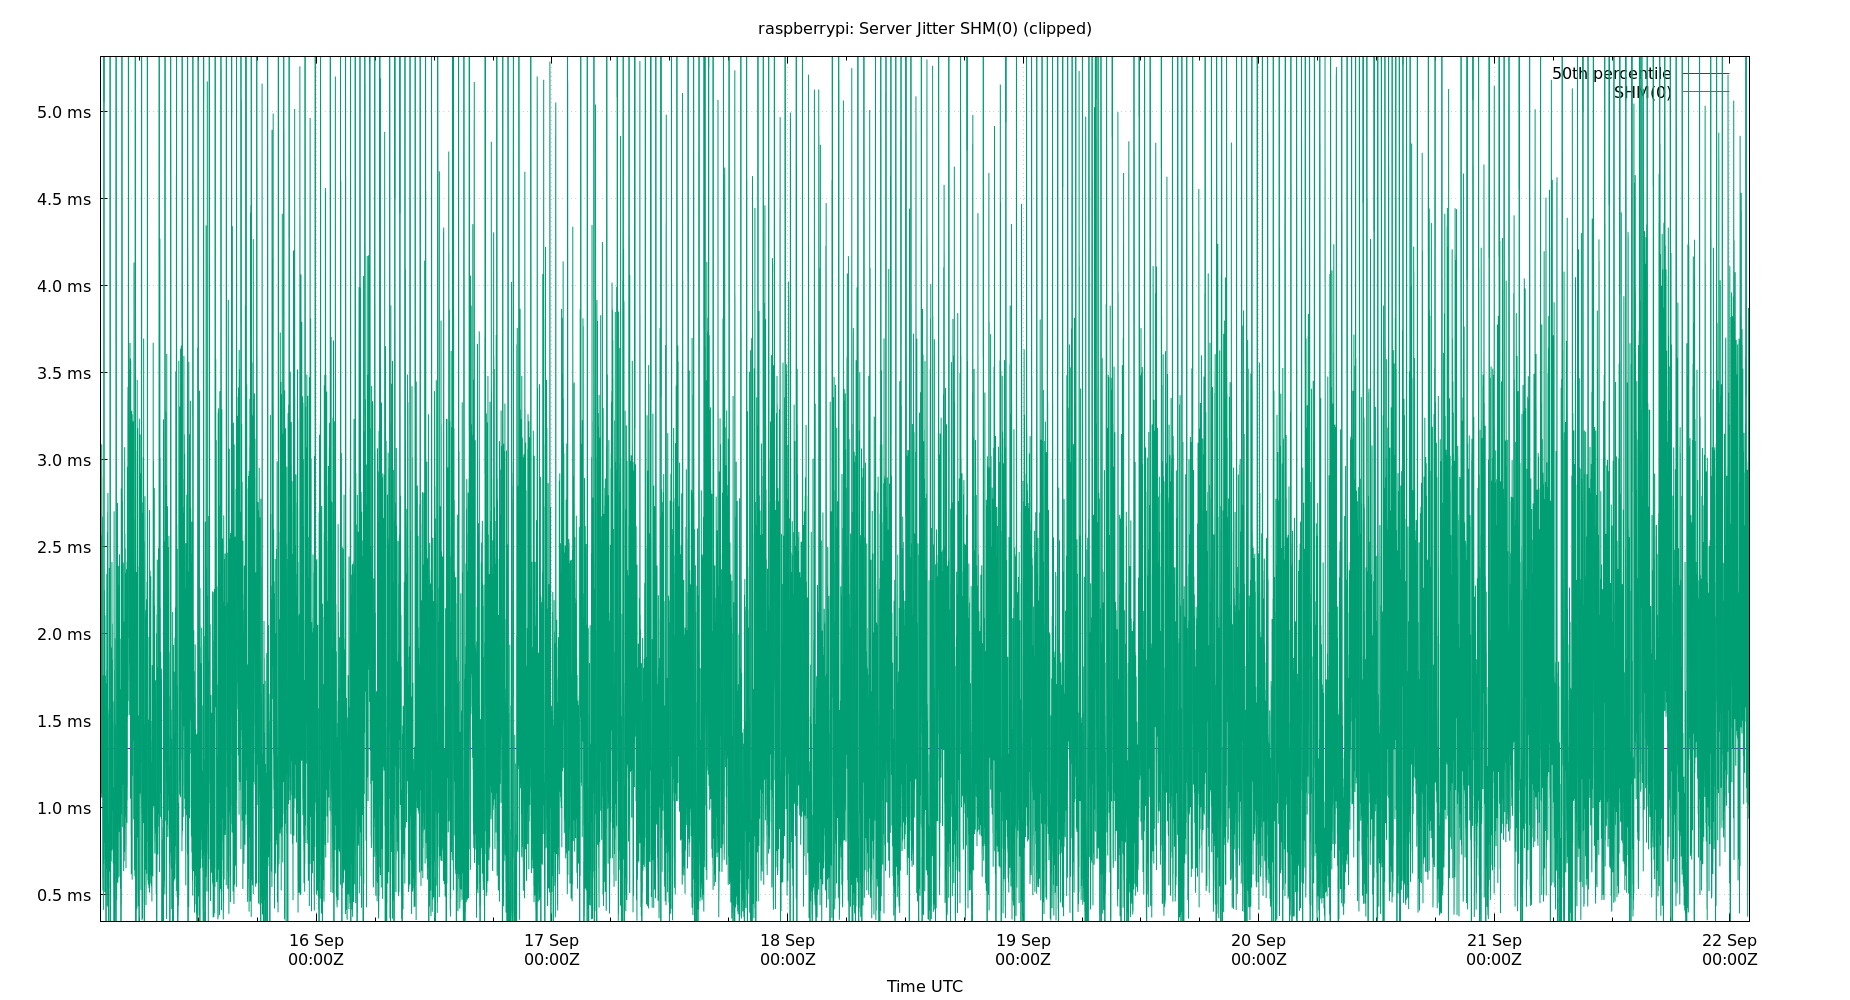 raspberrypi: Server Jitter SHM(0) (clipped)
50th percentile
SHM(0)
5.0 ms
4.5 ms
4.0 ms
3.5 ms
3.0 ms
2.5 ms
2.0 ms
1.5 ms
1.0 ms
0.5 ms
16 Sep 17 Sep 18 Sep 19 Sep 20 Sep 21 Sep 22 Sep
00:00Z 00:00Z 00:00Z 00:00Z 00:00Z 00:00Z 00:00Z
Time UTC